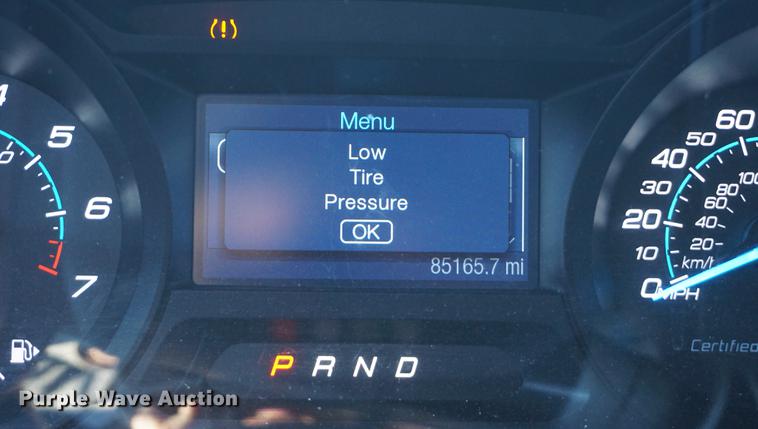 Menu
Low
Tire
Pressure
OK
85165.7 mi
4
5
6
7
60
50
40
30
20
10
0 MPH
100
80
60
40
20
km/h
Certified
P R N D
Purple Wave Auction